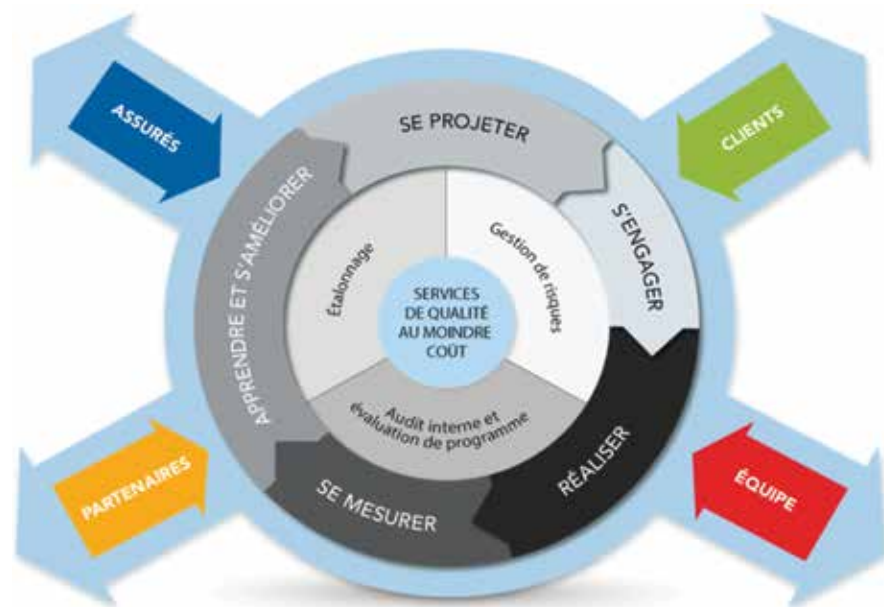 ASSURÉS
CLIENTS
SE PROJETER
S'ENGAGER
RÉALISER
SE MESURER
APPRENDRE ET S'AMÉLIORER
Étalonnage
Gestion de risques
SERVICES
DE QUALITÉ
AU MOINDRE
COÛT
Audit interne et
évaluation de programme
PARTENAIRES
ÉQUIPE